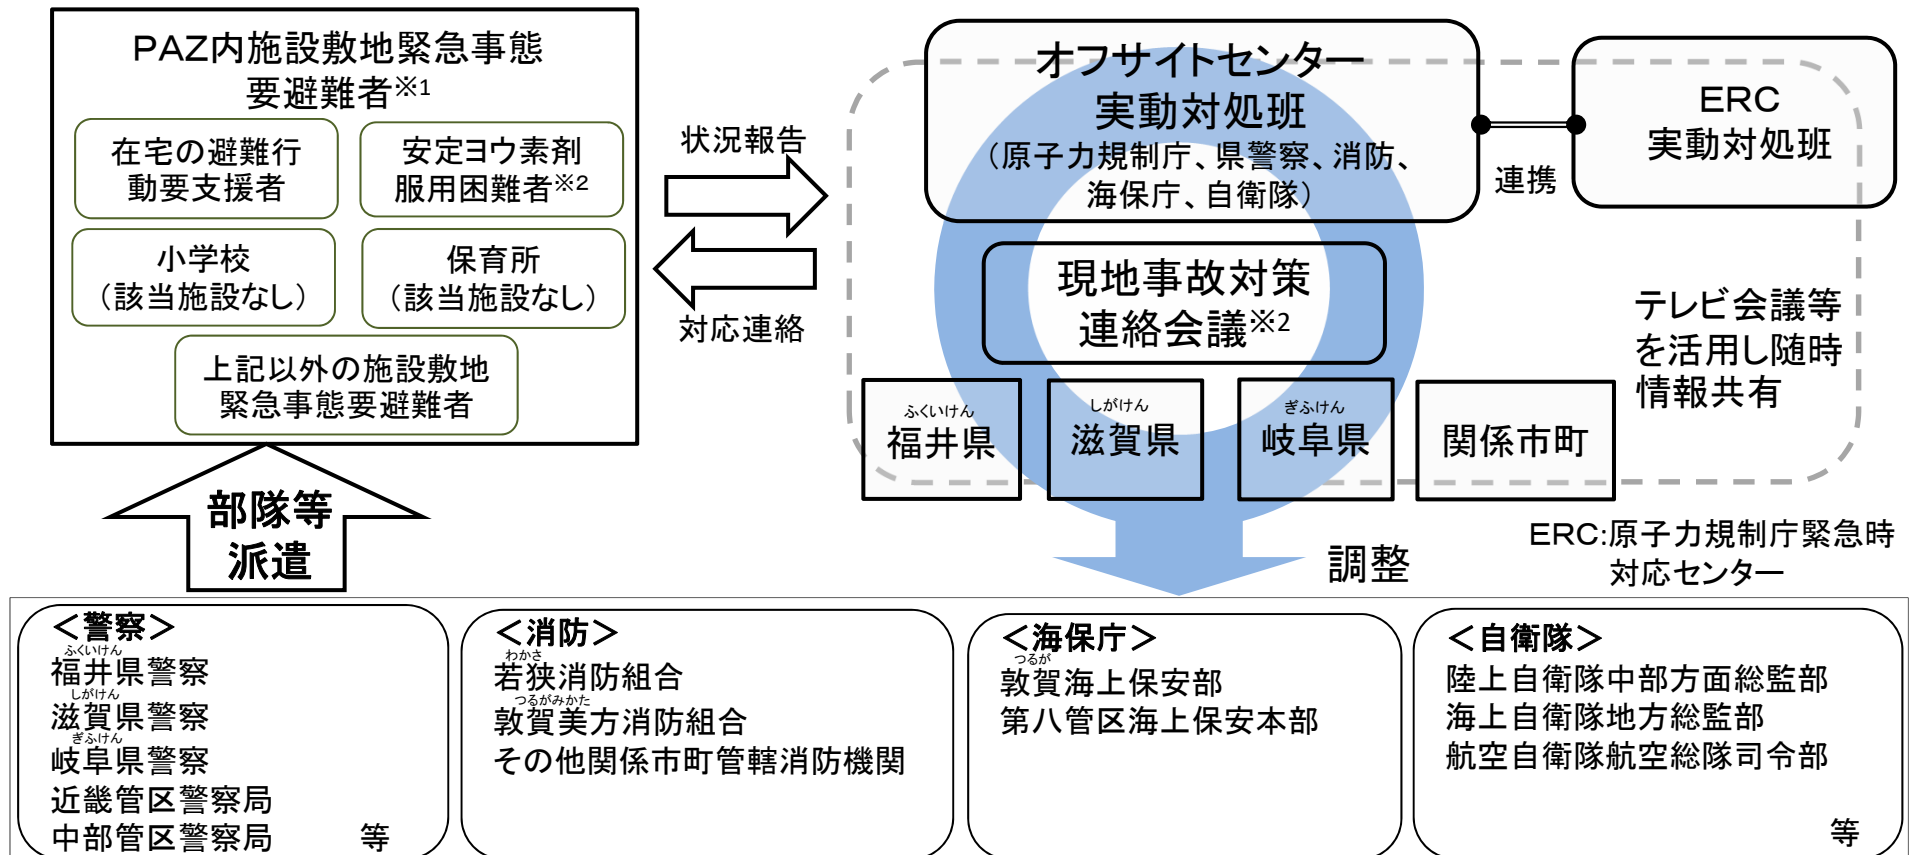 PAZ内施設敷地緊急事態
要避難者※1
在宅の避難行
動要支援者
安定ヨウ素剤
服用困難者※2
小学校
(該当施設なし)
保育所
(該当施設なし)
上記以外の施設敷地
緊急事態要避難者
状況報告
対応連絡
オフサイトセンター
実動対処班
(原子力規制庁、県警察、消防、
海保庁、自衛隊)
連携
ERC
実動対処班
現地事故対策
連絡会議※2
テレビ会議等
を活用し随時
情報共有
ふくいけん
福井県
しがけん
滋賀県
ぎふけん
岐阜県
関係市町
部隊等
派遣
調整
ERC:原子力規制庁緊急時
対応センター
<警察>
ふくいけん
福井県警察
しがけん
滋賀県警察
ぎふけん
岐阜県警察
近畿管区警察局
中部管区警察局 等
<消防>
わかさ
若狭消防組合
つるがみかた
敦賀美方消防組合
その他関係市町管轄消防機関
<海保庁>
つるが
敦賀海上保安部
第八管区海上保安本部
<自衛隊>
陸上自衛隊中部方面総監部
海上自衛隊地方総監部
航空自衛隊航空総隊司令部
等